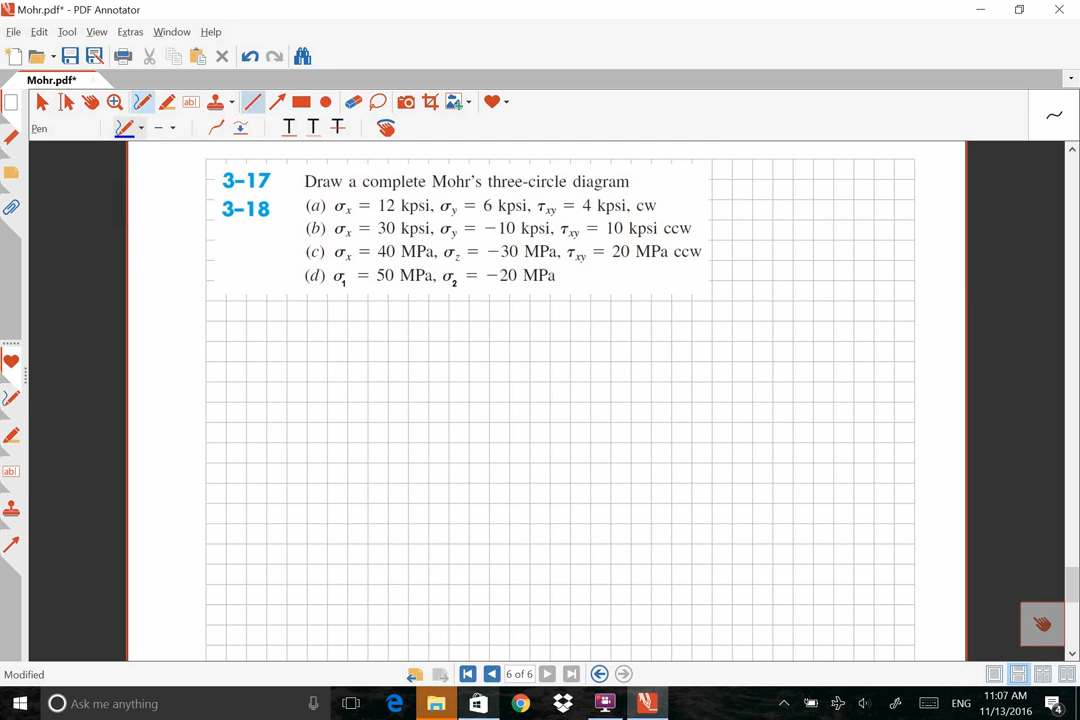 Mohr.pdf* - PDF Annotator
File Edit Tool View Extras Window Help
Mohr.pdf*
ab|
Pen
T T T
3–17 Draw a complete Mohr's three-circle diagram
3–18 (a) σx = 12 kpsi, σy = 6 kpsi, τxy = 4 kpsi, cw
(b) σx = 30 kpsi, σy = −10 kpsi, τxy = 10 kpsi ccw
(c) σx = 40 MPa, σz = −30 MPa, τxy = 20 MPa ccw
(d) σ1 = 50 MPa, σ2 = −20 MPa
ab|
Modified
6 of 6
Ask me anything
ENG
11:07 AM
11/13/2016
4